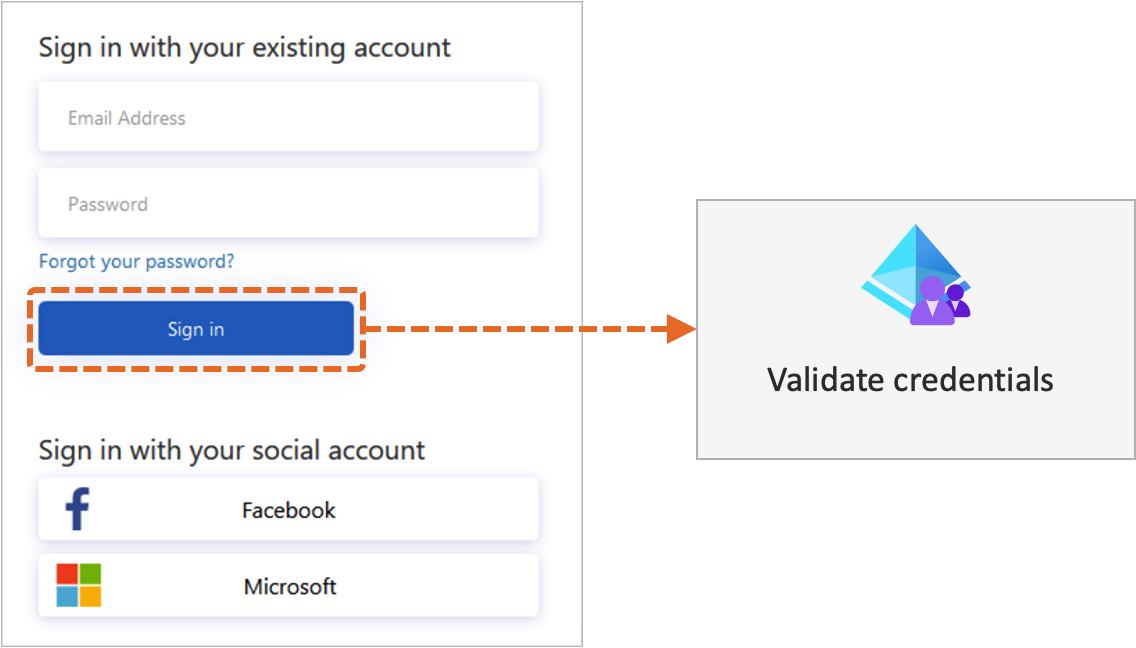 Sign in with your existing account
Email Address
Password
Forgot your password?
Sign in
Validate credentials
Sign in with your social account
Facebook
Microsoft